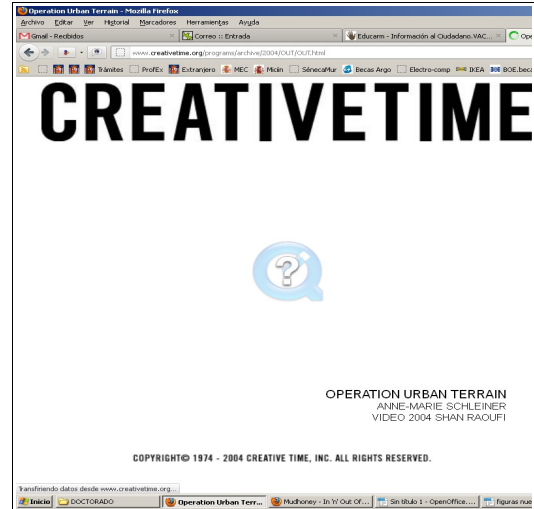 Operation Urban Terrain - Mozilla Firefox
Archivo Editar Ver Historial Marcadores Herramientas Ayuda
Gmail - Recibidos Correo :: Entrada Educarm - Información al Ciudadano.VAC... Ope
www.creativetime.org/programs/archive/2004/OUT/OUT.html
Trámites ProfEx Extranjero MEC Micin SénecaMur Becas Argo Electro-comp IKEA BOE.beca
CREATIVETIME
OPERATION URBAN TERRAIN
ANNE-MARIE SCHLEINER
VIDEO 2004 SHAN RAOUFI
COPYRIGHT© 1974 - 2004 CREATIVE TIME, INC. ALL RIGHTS RESERVED.
Transfiriendo datos desde www.creativetime.org...
Inicio DOCTORADO Operation Urban Terr... Mudhoney - In 'n' Out Of... Sin título 1 - OpenOffice.... figuras nue